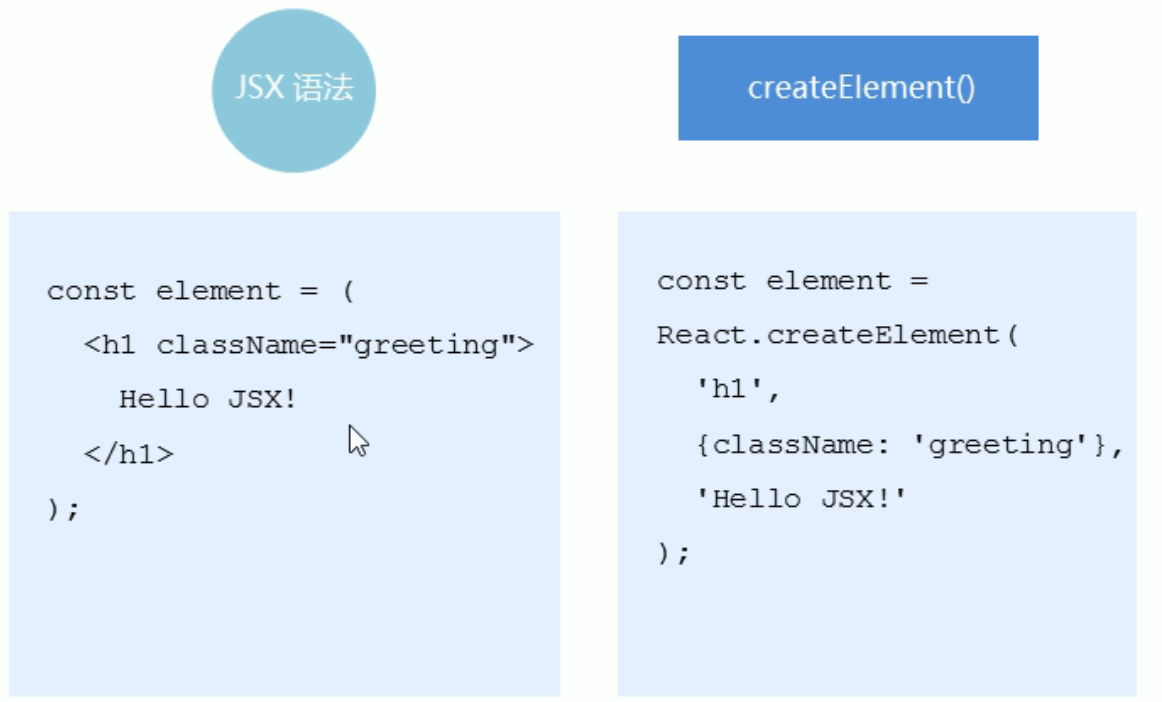 JSX 语法
const element = (
<h1 className="greeting">
Hello JSX!
</h1>
);
createElement()
const element =
React.createElement(
'h1',
{className: 'greeting'},
'Hello JSX!'
);